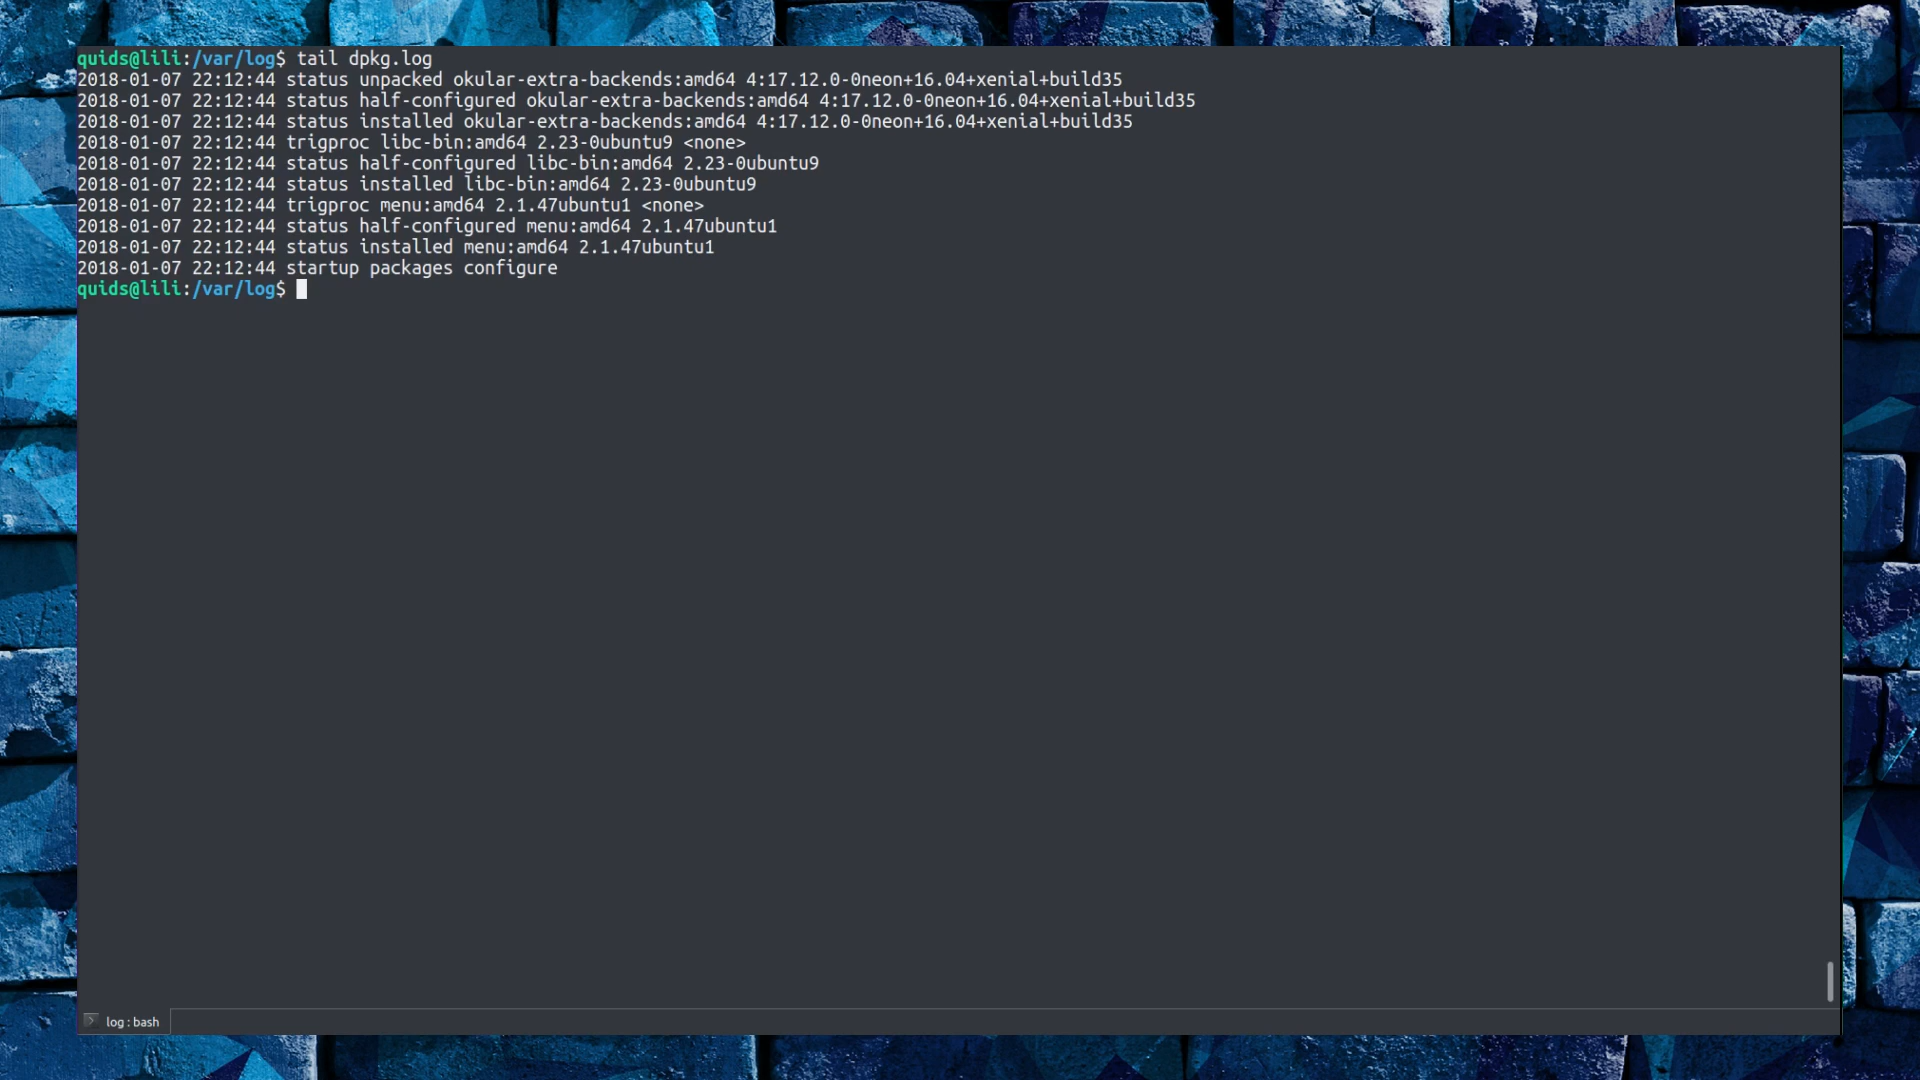 quids@lili:/var/log$ tail dpkg.log
2018-01-07 22:12:44 status unpacked okular-extra-backends:amd64 4:17.12.0-0neon+16.04+xenial+build35
2018-01-07 22:12:44 status half-configured okular-extra-backends:amd64 4:17.12.0-0neon+16.04+xenial+build35
2018-01-07 22:12:44 status installed okular-extra-backends:amd64 4:17.12.0-0neon+16.04+xenial+build35
2018-01-07 22:12:44 trigproc libc-bin:amd64 2.23-0ubuntu9 <none>
2018-01-07 22:12:44 status half-configured libc-bin:amd64 2.23-0ubuntu9
2018-01-07 22:12:44 status installed libc-bin:amd64 2.23-0ubuntu9
2018-01-07 22:12:44 trigproc menu:amd64 2.1.47ubuntu1 <none>
2018-01-07 22:12:44 status half-configured menu:amd64 2.1.47ubuntu1
2018-01-07 22:12:44 status installed menu:amd64 2.1.47ubuntu1
2018-01-07 22:12:44 startup packages configure
quids@lili:/var/log$
log : bash